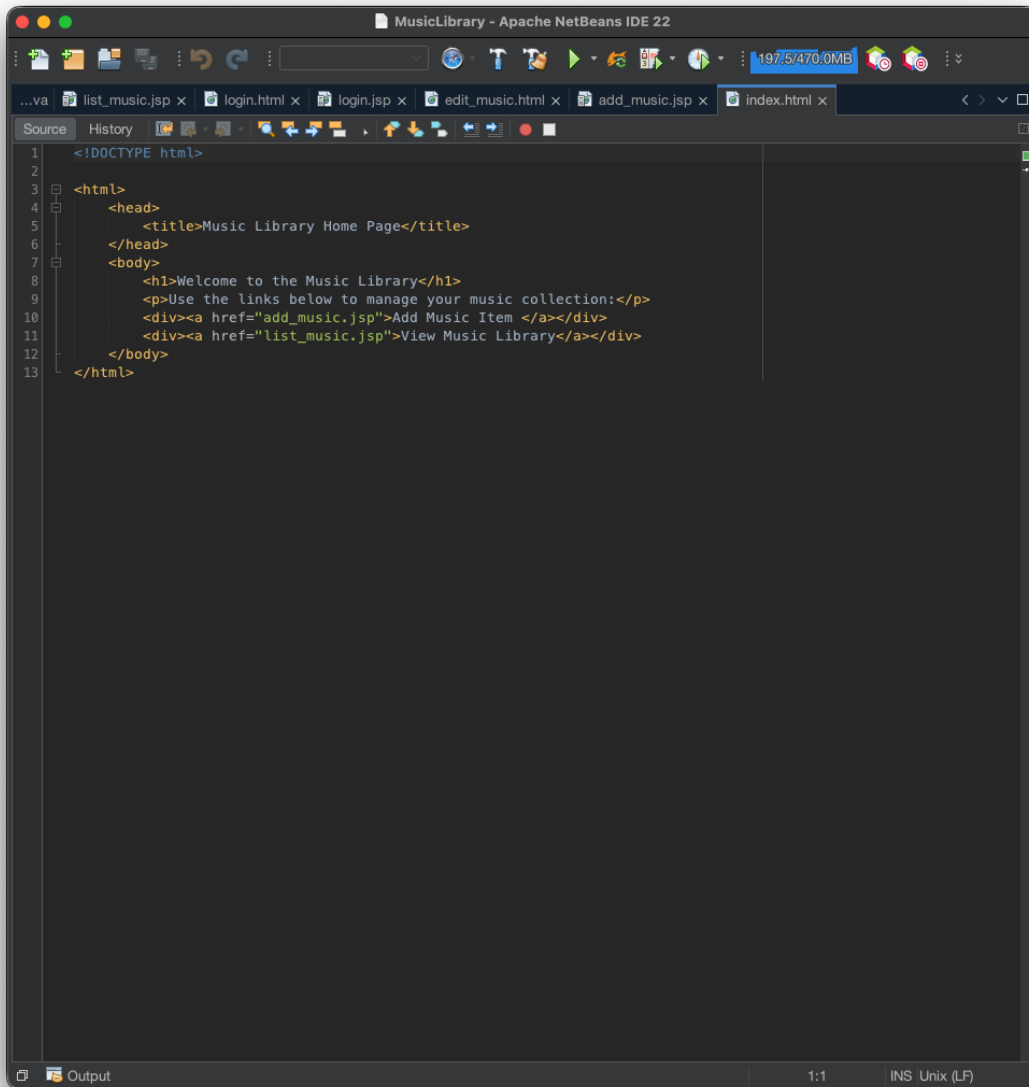 MusicLibrary - Apache NetBeans IDE 22
197.5/470.0MB
...va list_music.jsp login.html login.jsp edit_music.html add_music.jsp index.html
Source History
1 <!DOCTYPE html>
2
3 <html>
4 <head>
5 <title>Music Library Home Page</title>
6 </head>
7 <body>
8 <h1>Welcome to the Music Library</h1>
9 <p>Use the links below to manage your music collection:</p>
10 <div><a href="add_music.jsp">Add Music Item </a></div>
11 <div><a href="list_music.jsp">View Music Library</a></div>
12 </body>
13 </html>
Output 1:1 INS Unix (LF)